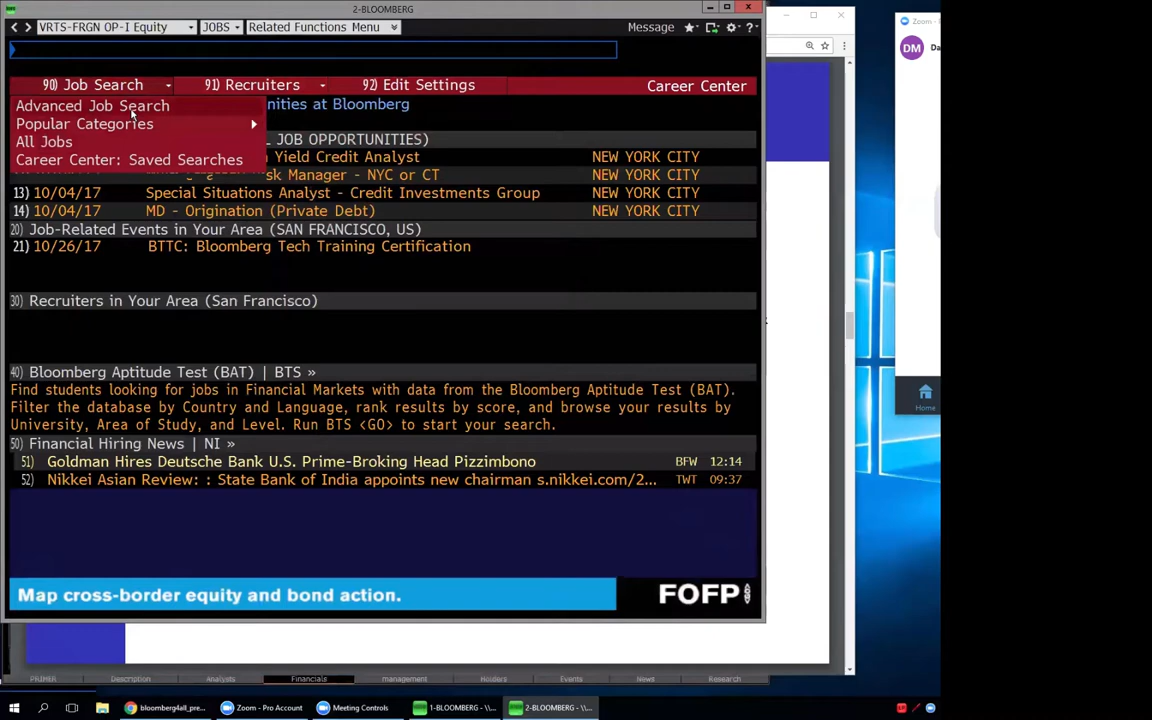 2-BLOOMBERG
VRTS-FRGN OP-I Equity
JOBS
Related Functions Menu
Message
90) Job Search
91) Recruiters
92) Edit Settings
Career Center
Advanced Job Search
Popular Categories
All Jobs
Career Center: Saved Searches
nities at Bloomberg
JOB OPPORTUNITIES)
Yield Credit Analyst NEW YORK CITY
sk Manager - NYC or CT NEW YORK CITY
13) 10/04/17 Special Situations Analyst - Credit Investments Group NEW YORK CITY
14) 10/04/17 MD - Origination (Private Debt) NEW YORK CITY
20) Job-Related Events in Your Area (SAN FRANCISCO, US)
21) 10/26/17 BTTC: Bloomberg Tech Training Certification
30) Recruiters in Your Area (San Francisco)
40) Bloomberg Aptitude Test (BAT) | BTS »
Find students looking for jobs in Financial Markets with data from the Bloomberg Aptitude Test (BAT).
Filter the database by Country and Language, rank results by score, and browse your results by
University, Area of Study, and Level. Run BTS <GO> to start your search.
50) Financial Hiring News | NI »
51) Goldman Hires Deutsche Bank U.S. Prime-Broking Head Pizzimbono BFW 12:14
52) Nikkei Asian Review: : State Bank of India appoints new chairman s.nikkei.com/2... TWT 09:37
Map cross-border equity and bond action.
FOFP
Zoom - P
DM
Da
Home
PRIMER Description Analysts Financials management Holders Events News Research
bloomberg4all_pre...
Zoom - Pro Account
Meeting Controls
1-BLOOMBERG - \\...
2-BLOOMBERG - \\...